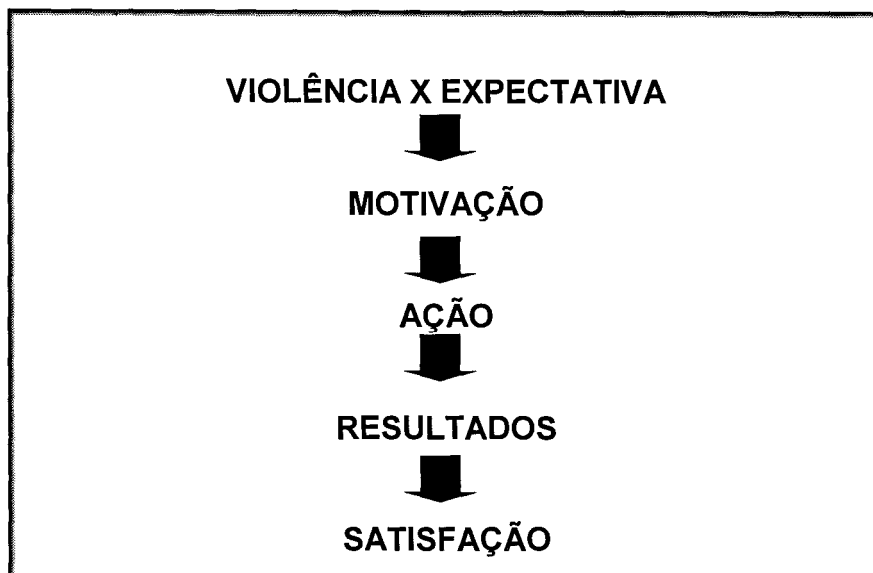 VIOLÊNCIA X EXPECTATIVA
MOTIVAÇÃO
AÇÃO
RESULTADOS
SATISFAÇÃO